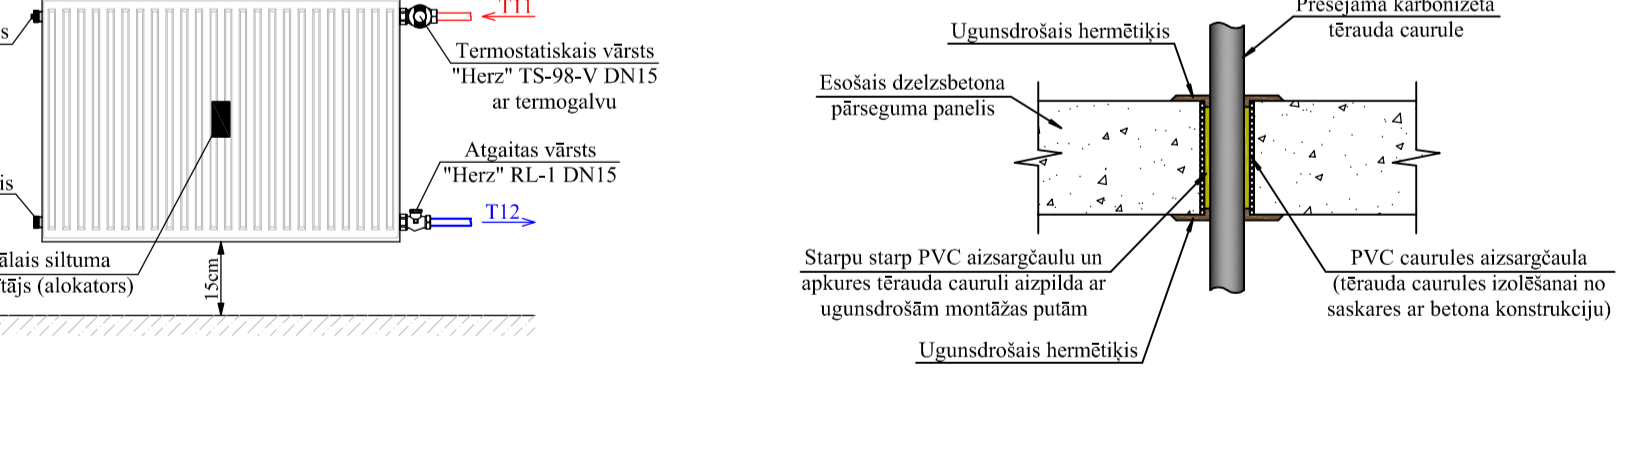 T11
Termostatiskais vārsts
"Herz" TS-98-V DN15
ar termogalvu
Atgaitas vārsts
"Herz" RL-1 DN15
T12
siltuma
(alokators)
15cm
Presējama karbonizēta
tērauda caurule
Ugunsdrošais hermētiķis
Esošais dzelzsbetona
pārseguma panelis
Starpu starp PVC aizsargčaulu un
apkures tērauda cauruli aizpilda ar
ugunsdrošām montāžas putām
PVC caurules aizsargčaula
(tērauda caurules izolēšanai no
saskares ar betona konstrukciju)
Ugunsdrošais hermētiķis